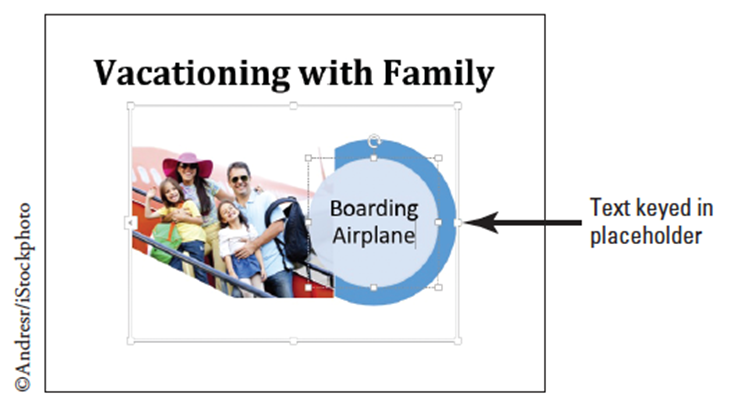 Vacationing with Family
Boarding
Airplane
Text keyed in
placeholder
©Andresr/iStockphoto